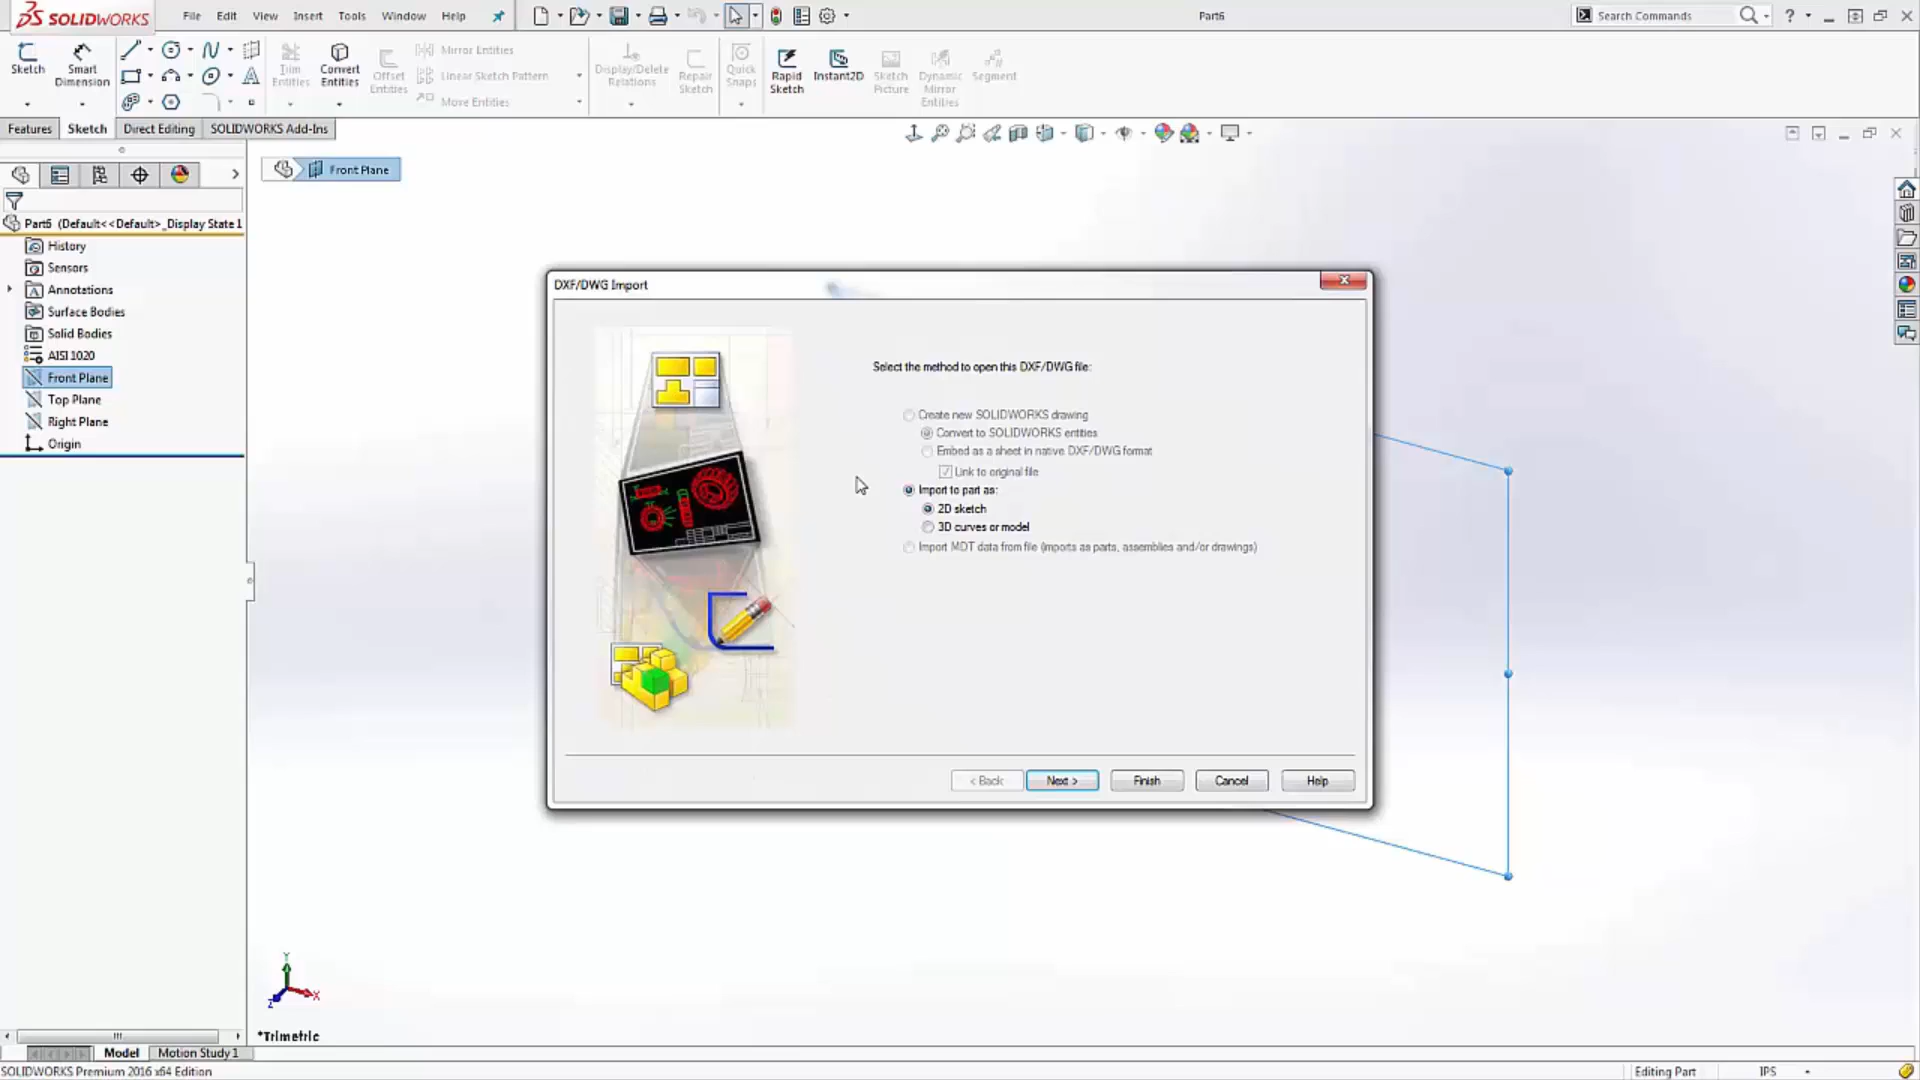 SOLIDWORKS
File Edit View Insert Tools Window Help
Part6
Search Commands
Sketch
Smart Dimension
Trim Entities
Convert Entities
Offset Entities
Mirror Entities
Linear Sketch Pattern
Move Entities
Display/Delete Relations
Repair Sketch
Quick Snaps
Rapid Sketch
Instant2D
Sketch Picture
Dynamic Mirror Entities
Segment
Features Sketch Direct Editing SOLIDWORKS Add-Ins
Front Plane
Part6 (Default<<Default>_Display State 1
History
Sensors
Annotations
Surface Bodies
Solid Bodies
AISI 1020
Front Plane
Top Plane
Right Plane
Origin
DXF/DWG Import
Select the method to open this DXF/DWG file:
Create new SOLIDWORKS drawing
Convert to SOLIDWORKS entities
Embed as a sheet in native DXF/DWG format
Link to original file
Import to part as:
2D sketch
3D curves or model
Import MDT data from file (imports as parts, assemblies and/or drawings)
< Back Next > Finish Cancel Help
Y
X
Z
*Trimetric
Model Motion Study 1
SOLIDWORKS Premium 2016 x64 Edition
Editing Part IPS